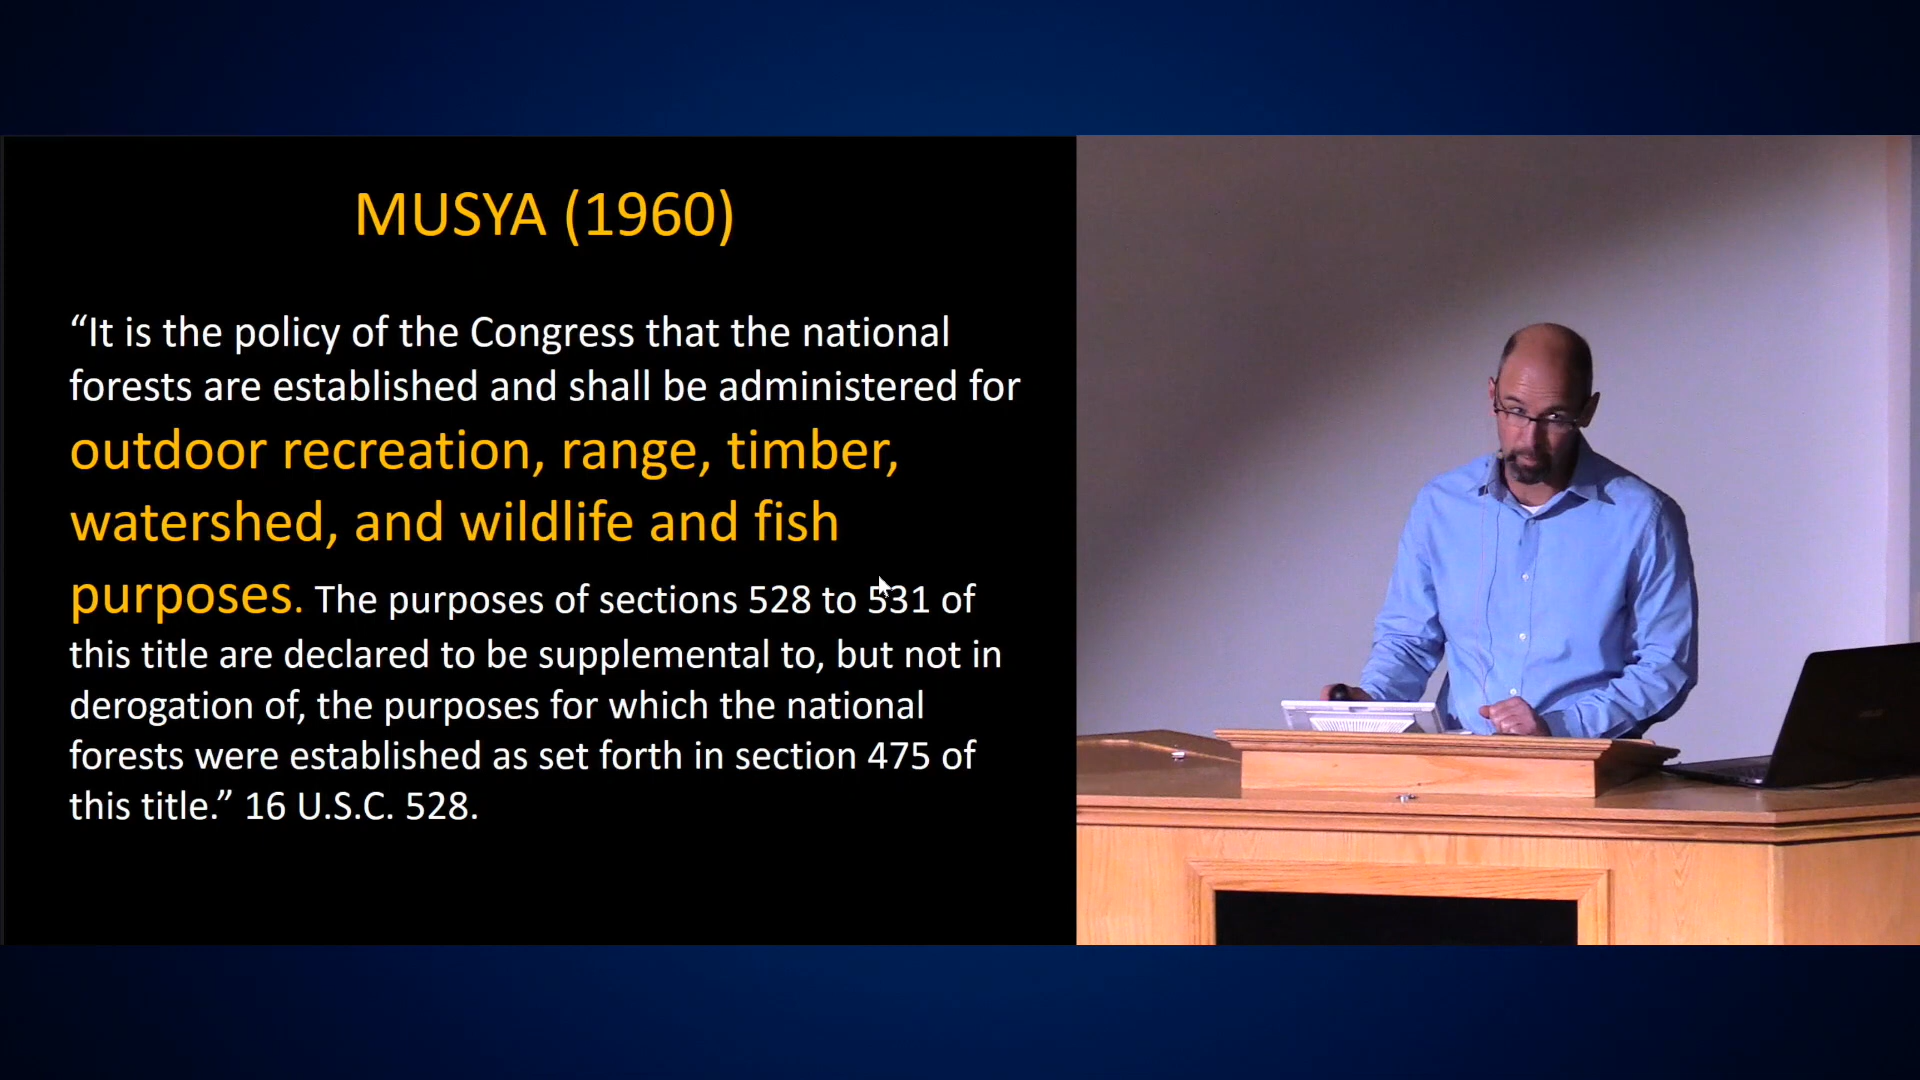 MUSYA (1960)
“It is the policy of the Congress that the national
forests are established and shall be administered for
outdoor recreation, range, timber,
watershed, and wildlife and fish
purposes. The purposes of sections 528 to 531 of
this title are declared to be supplemental to, but not in
derogation of, the purposes for which the national
forests were established as set forth in section 475 of
this title.” 16 U.S.C. 528.